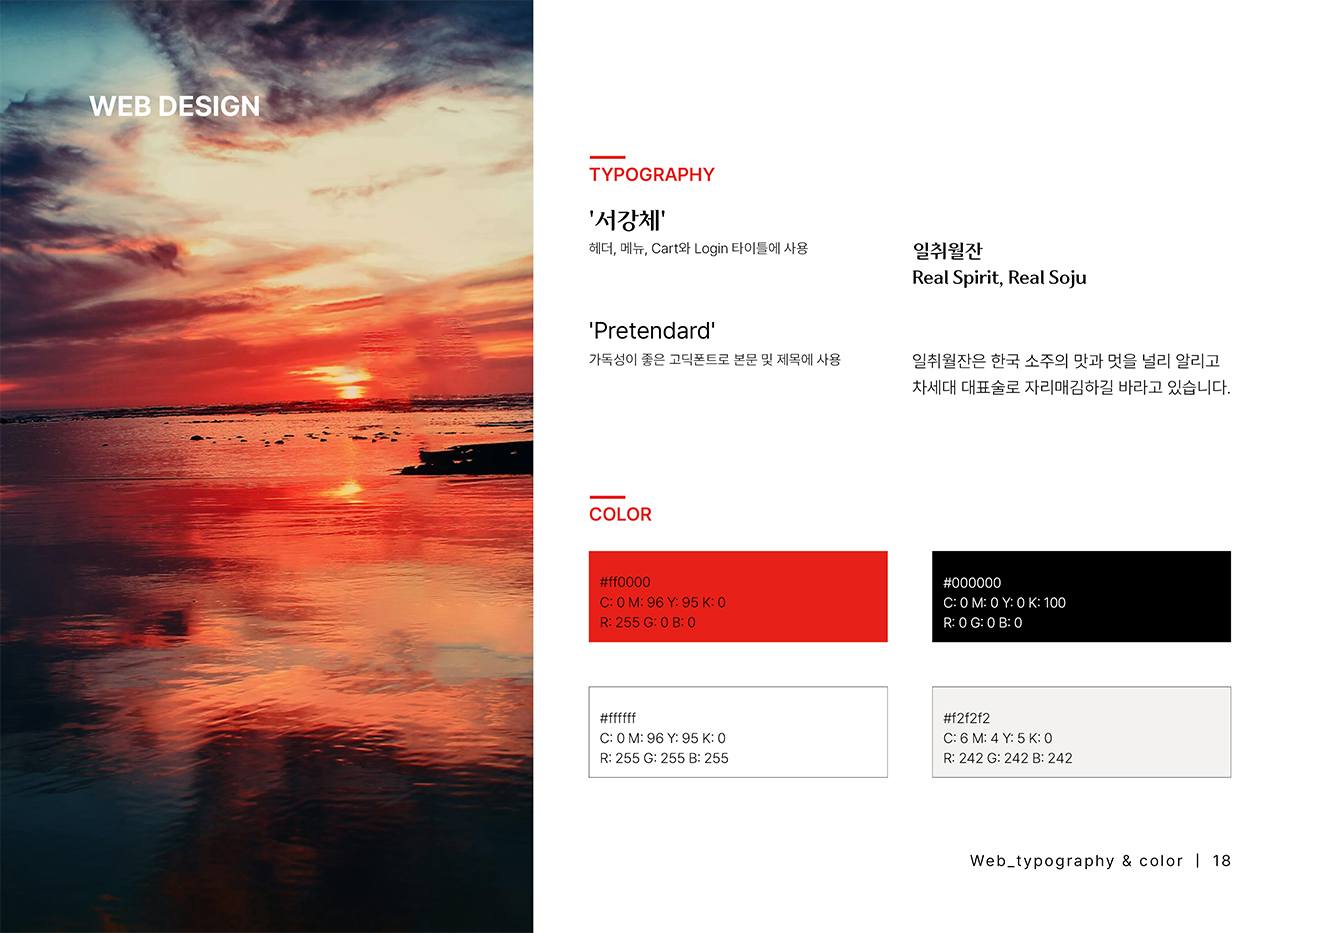 WEB DESIGN
TYPOGRAPHY
'서강체'
헤더, 메뉴, Cart와 Login 타이틀에 사용
일취월잔
Real Spirit, Real Soju
'Pretendard'
가독성이 좋은 고딕폰트로 본문 및 제목에 사용
일취월잔은 한국 소주의 맛과 멋을 널리 알리고
차세대 대표술로 자리매김하길 바라고 있습니다.
COLOR
#ff0000
C: 0 M: 96 Y: 95 K: 0
R: 255 G: 0 B: 0
#000000
C: 0 M: 0 Y: 0 K: 100
R: 0 G: 0 B: 0
#ffffff
C: 0 M: 96 Y: 95 K: 0
R: 255 G: 255 B: 255
#f2f2f2
C: 6 M: 4 Y: 5 K: 0
R: 242 G: 242 B: 242
Web_typography & color | 18